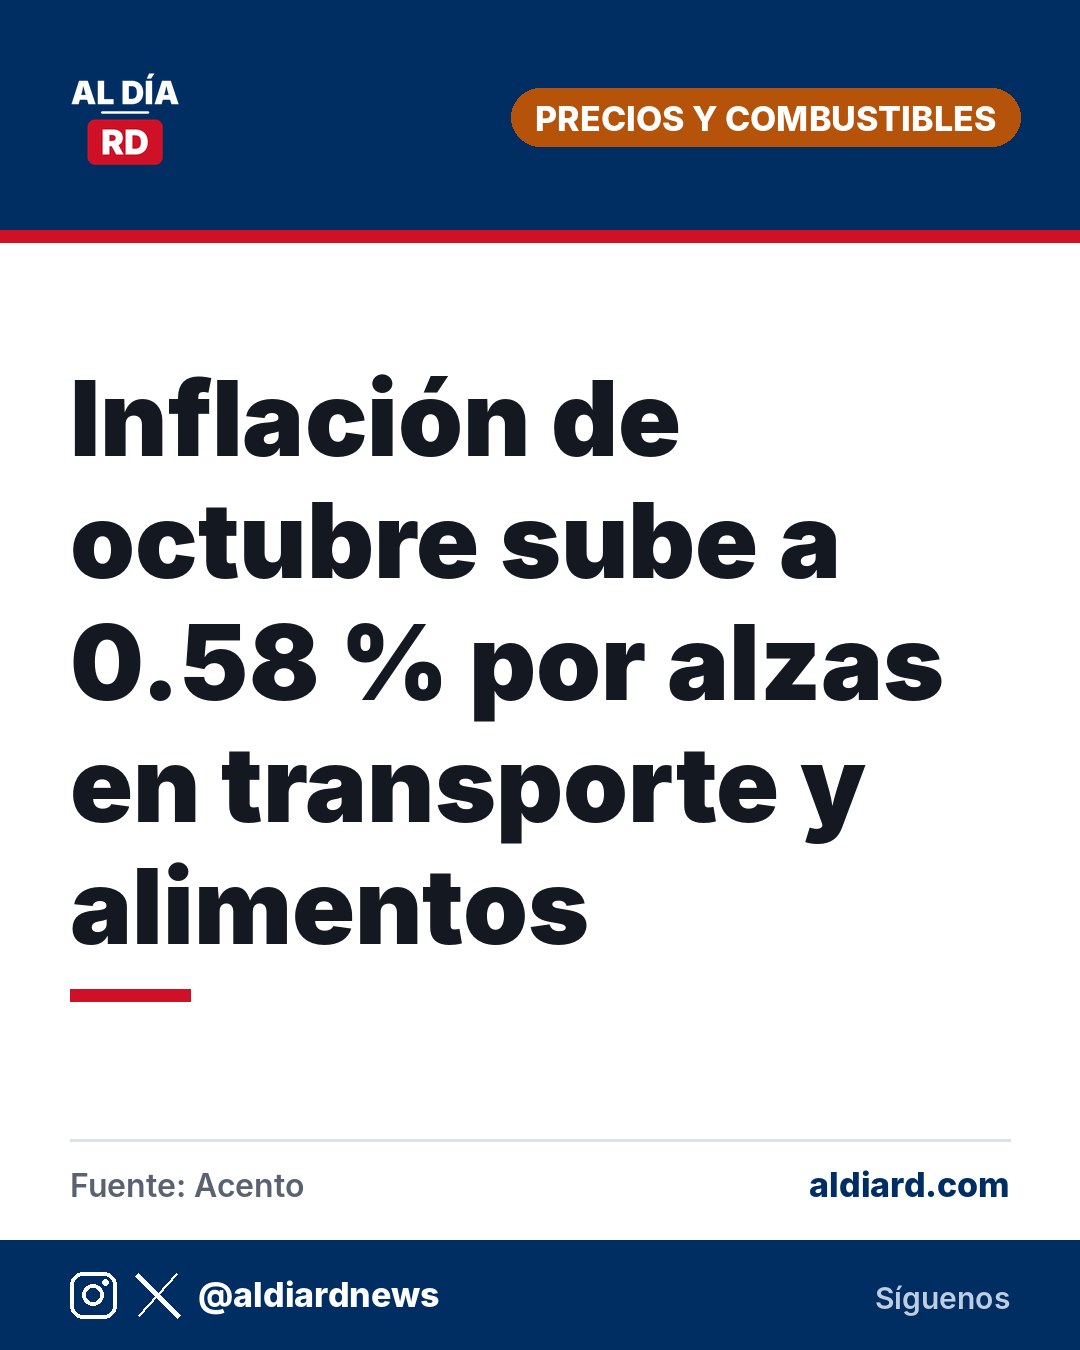 AL DÍA
RD
PRECIOS Y COMBUSTIBLES
Inflación de
octubre sube a
0.58 % por alzas
en transporte y
alimentos
Fuente: Acento
aldiard.com
@aldiardnews
Síguenos